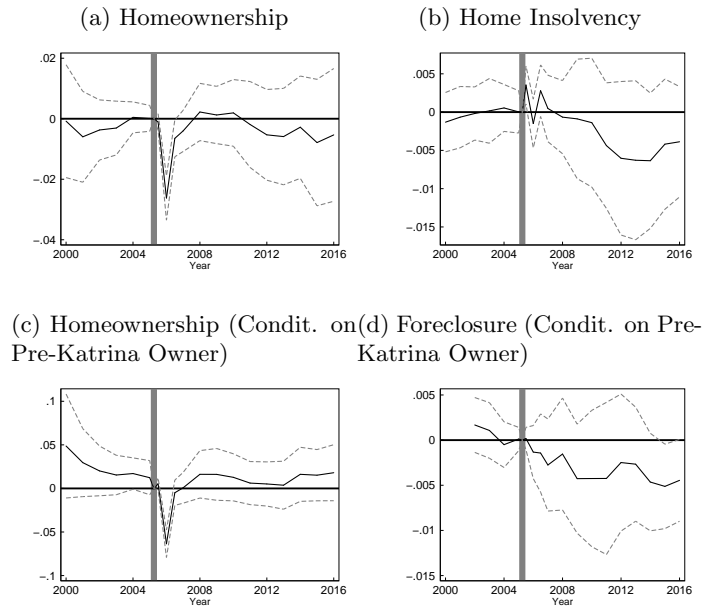 (a) Homeownership
(b) Home Insolvency
.02
0
-.02
-.04
2000 2004 2008 2012 2016
Year
.005
0
-.005
-.01
-.015
2000 2004 2008 2012 2016
Year
(c) Homeownership (Condit. on
Pre-Katrina Owner)
(d) Foreclosure (Condit. on Pre-
Katrina Owner)
.1
.05
0
-.05
-.1
2000 2004 2008 2012 2016
Year
.005
0
-.005
-.01
-.015
2000 2004 2008 2012 2016
Year